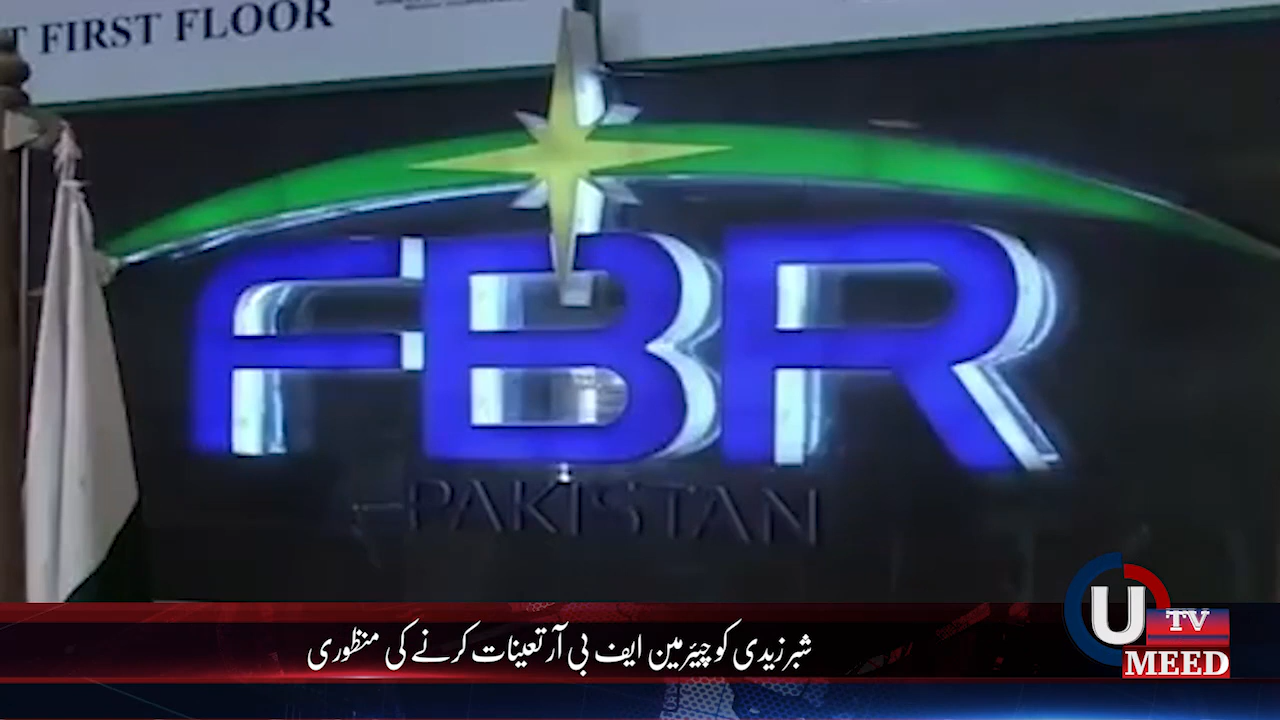 T FIRST FLOOR
FBR
PAKISTAN
شبر زیدی کو چیئرمین ایف بی آر تعینات کرنے کی منظوری
U
TV
MEED